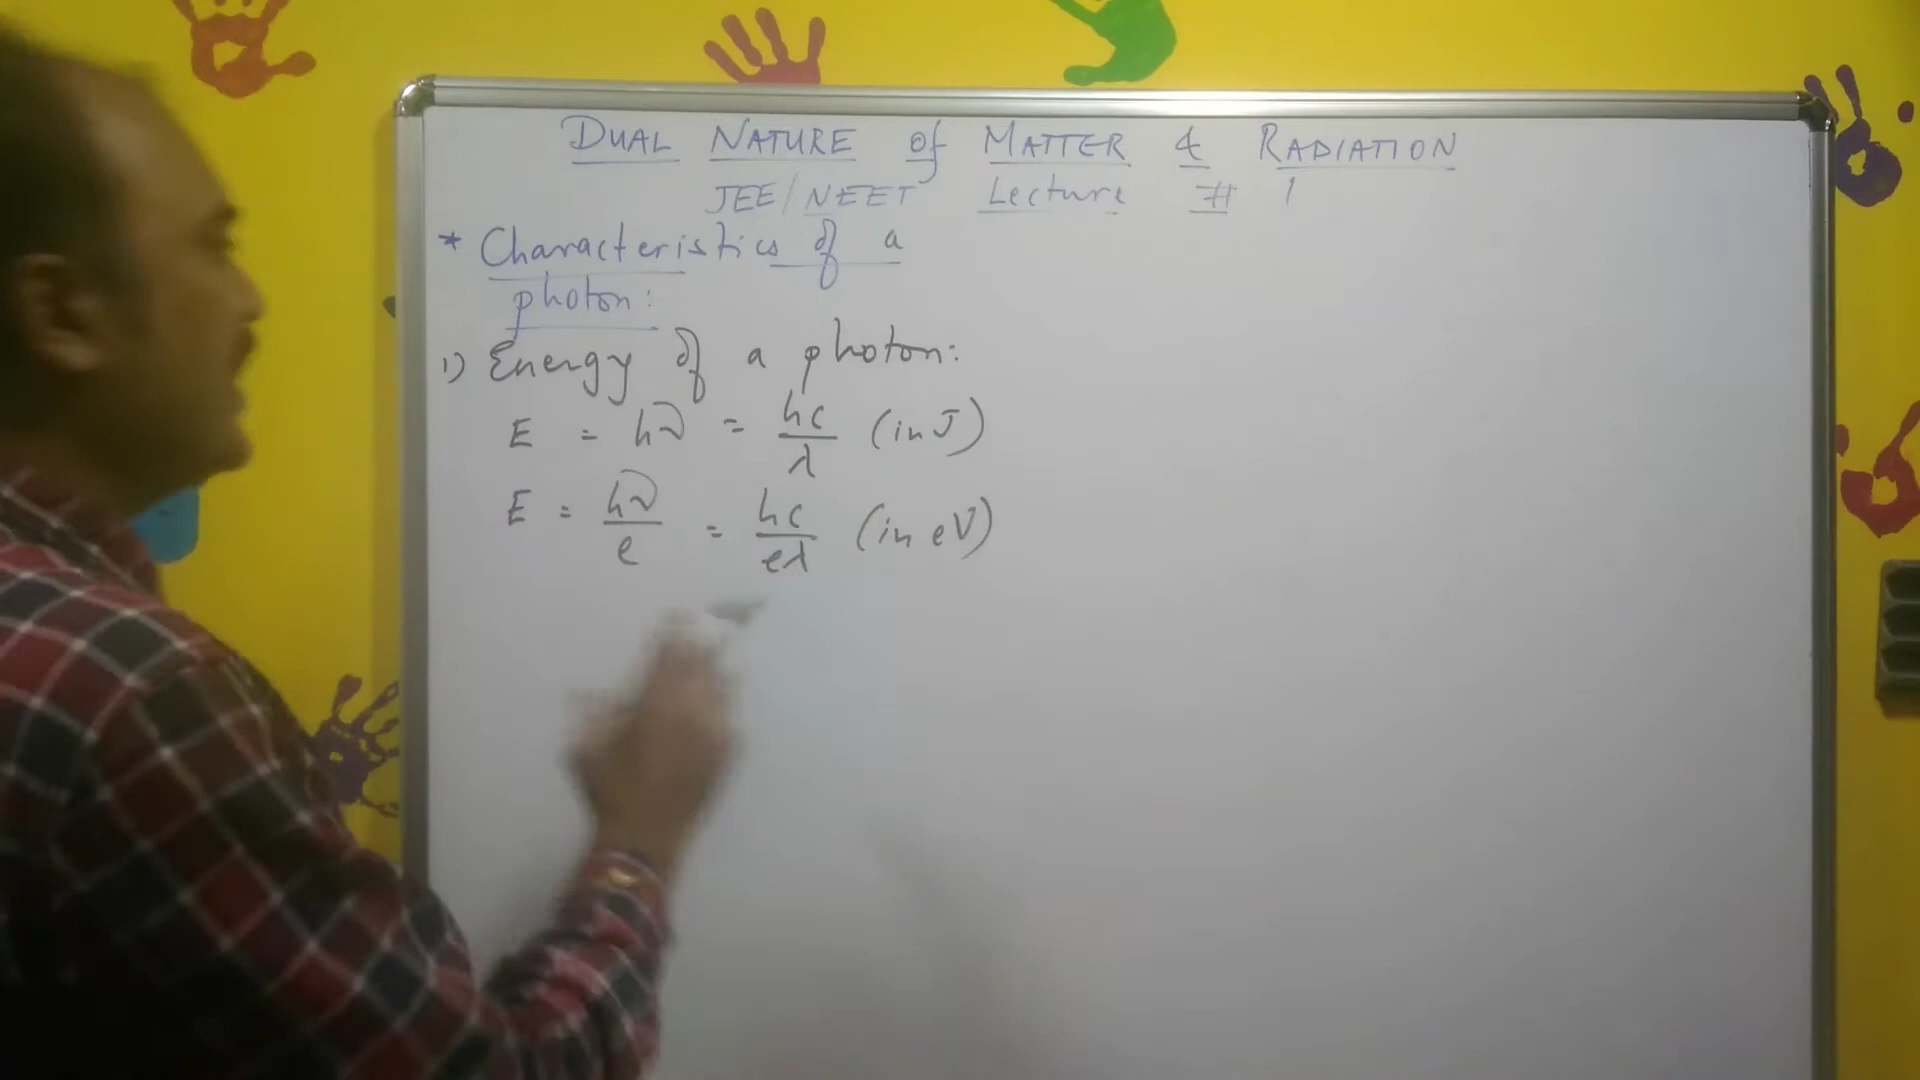 DUAL NATURE of MATTER & RADIATION
JEE/NEET Lecture # 1
* Characteristics of a
photon:
1) Energy of a photon:
E = hν = hc/λ (in J)
E = hν/e = hc/eλ (in eV)